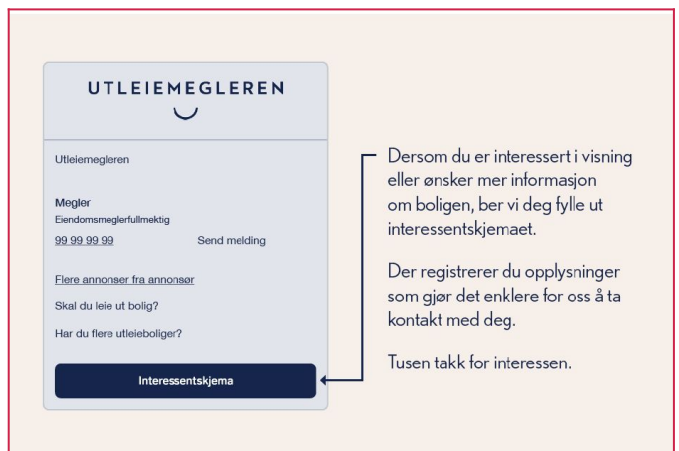 UTLEIEMEGLEREN
Utleiemegleren
Megler
Eiendomsmeglerfullmektig
99 99 99 99
Send melding
Flere annonser fra annonsør
Skal du leie ut bolig?
Har du flere utleieboliger?
Interessentskjema
Dersom du er interessert i visning
eller ønsker mer informasjon
om boligen, ber vi deg fylle ut
interessentskjemaet.
Der registrerer du opplysninger
som gjør det enklere for oss å ta
kontakt med deg.
Tusen takk for interessen.